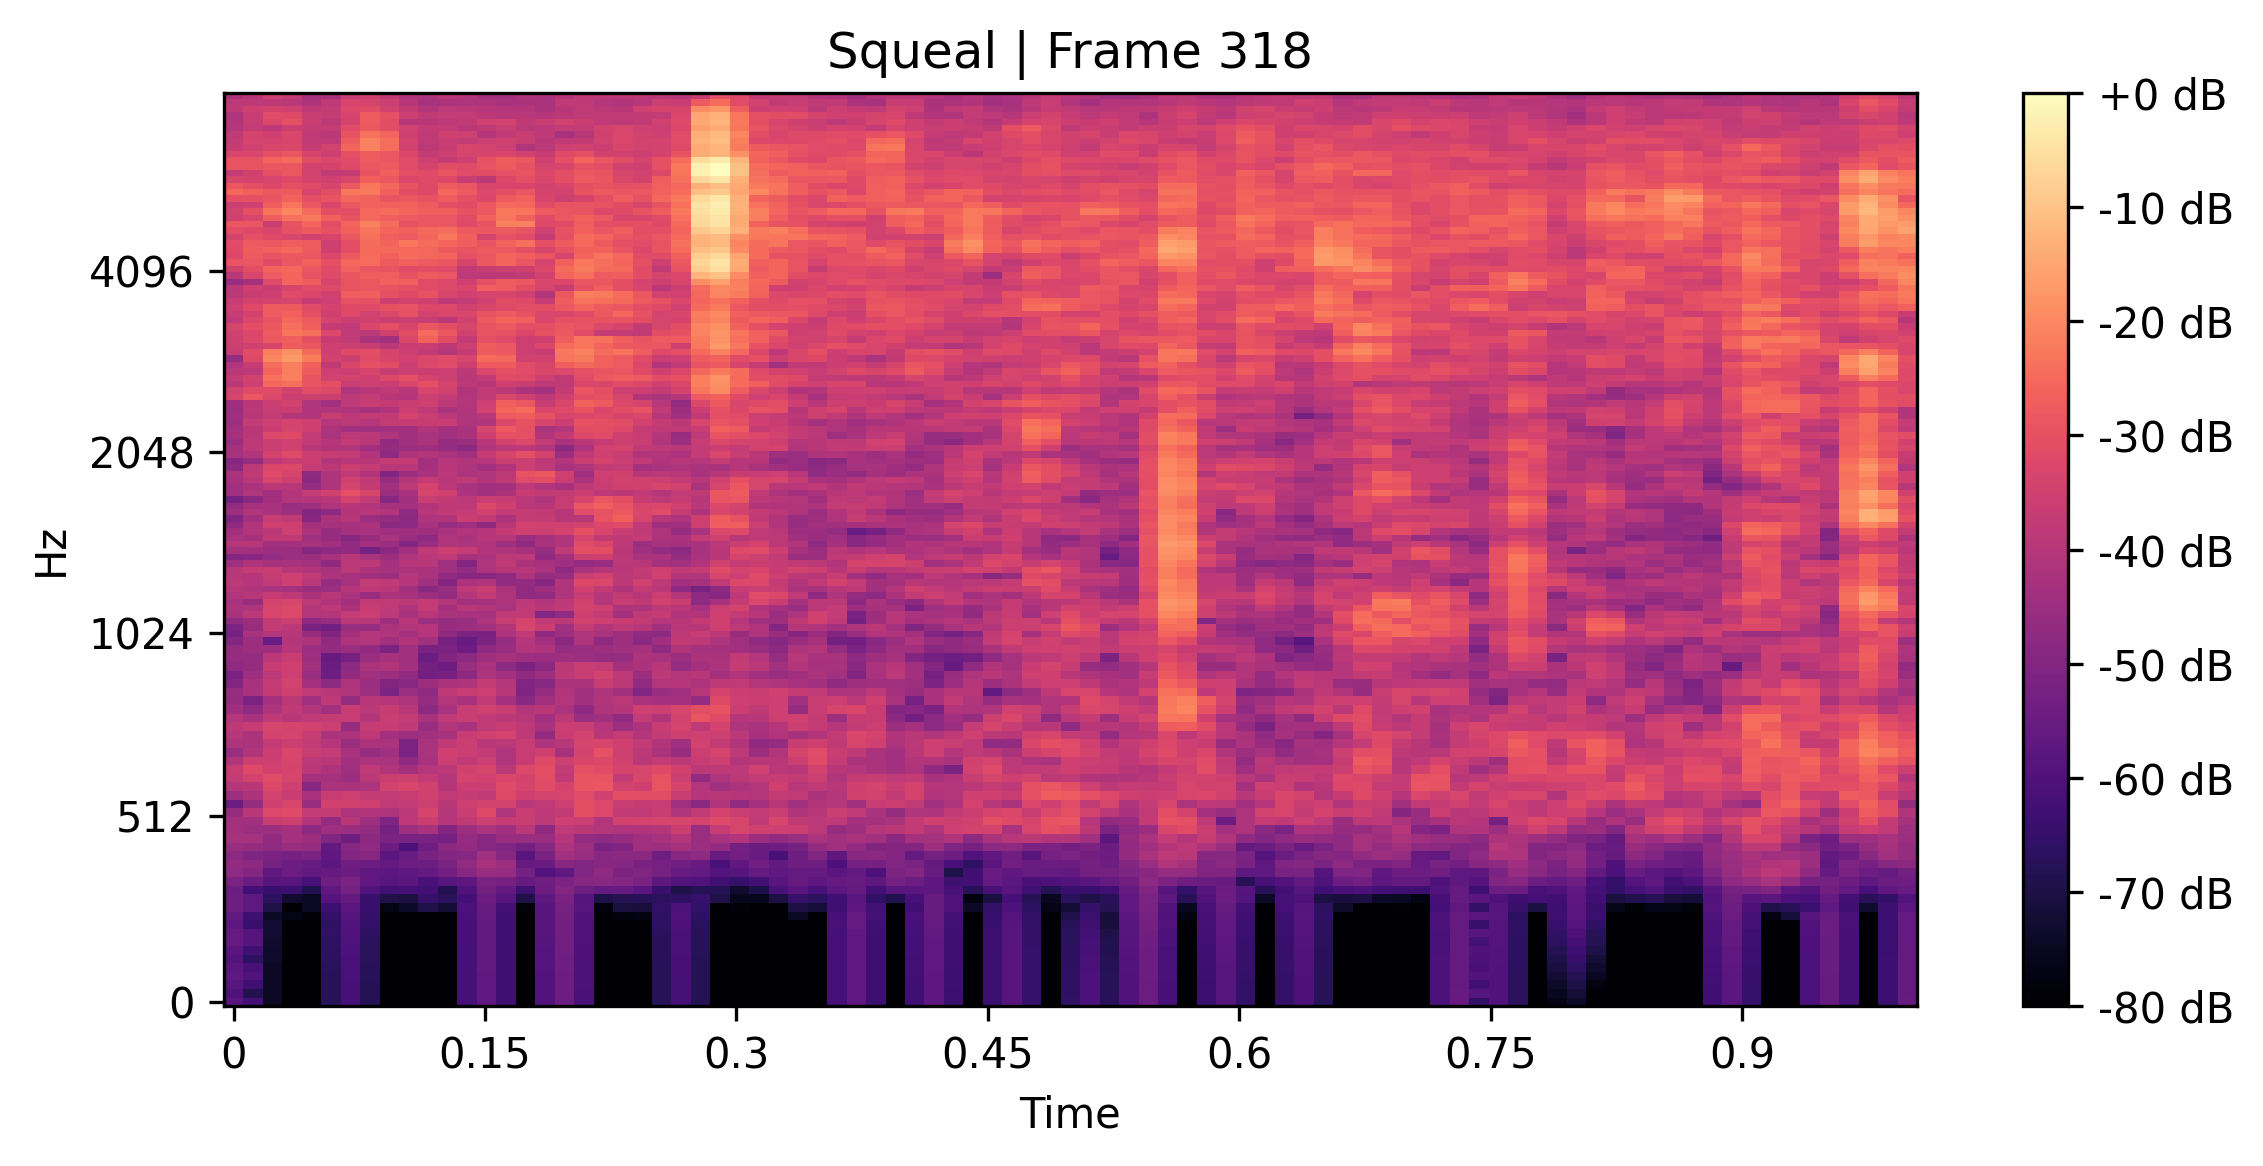 Squeal | Frame 318
+0 dB
-10 dB
-20 dB
-30 dB
-40 dB
-50 dB
-60 dB
-70 dB
-80 dB
Hz
4096
2048
1024
512
0
0 0.15 0.3 0.45 0.6 0.75 0.9
Time